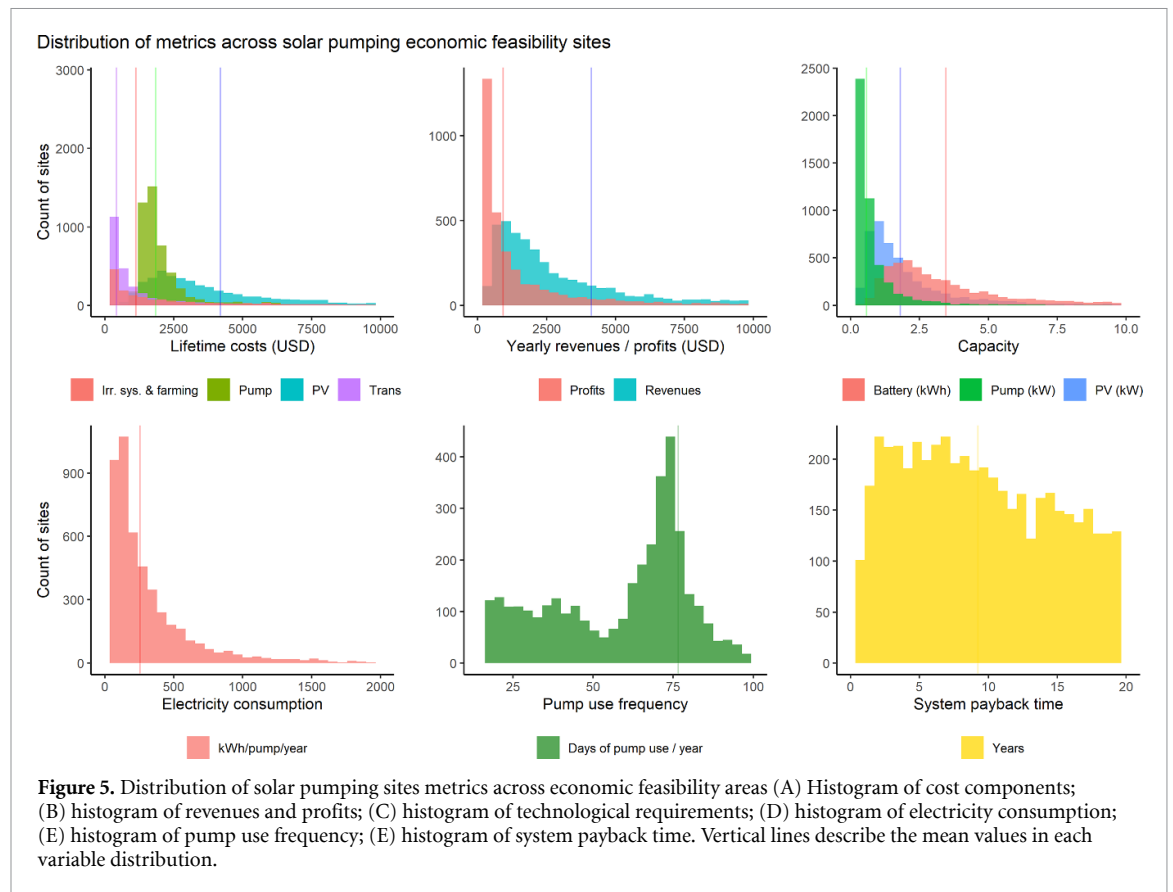 Distribution of metrics across solar pumping economic feasibility sites
3000
2000
1000
0
Count of sites
0 2500 5000 7500 10000
Lifetime costs (USD)
Irr. sys. & farming Pump PV Trans
1000
500
0
0 2500 5000 7500 10000
Yearly revenues / profits (USD)
Profits Revenues
2500
2000
1500
1000
500
0
0.0 2.5 5.0 7.5 10.0
Capacity
Battery (kWh) Pump (kW) PV (kW)
900
600
300
0
Count of sites
0 500 1000 1500 2000
Electricity consumption
kWh/pump/year
400
300
200
100
0
25 50 75 100
Pump use frequency
Days of pump use / year
200
150
100
50
0
0 5 10 15 20
System payback time
Years
Figure 5. Distribution of solar pumping sites metrics across economic feasibility areas (A) Histogram of cost components;
(B) histogram of revenues and profits; (C) histogram of technological requirements; (D) histogram of electricity consumption;
(E) histogram of pump use frequency; (E) histogram of system payback time. Vertical lines describe the mean values in each
variable distribution.